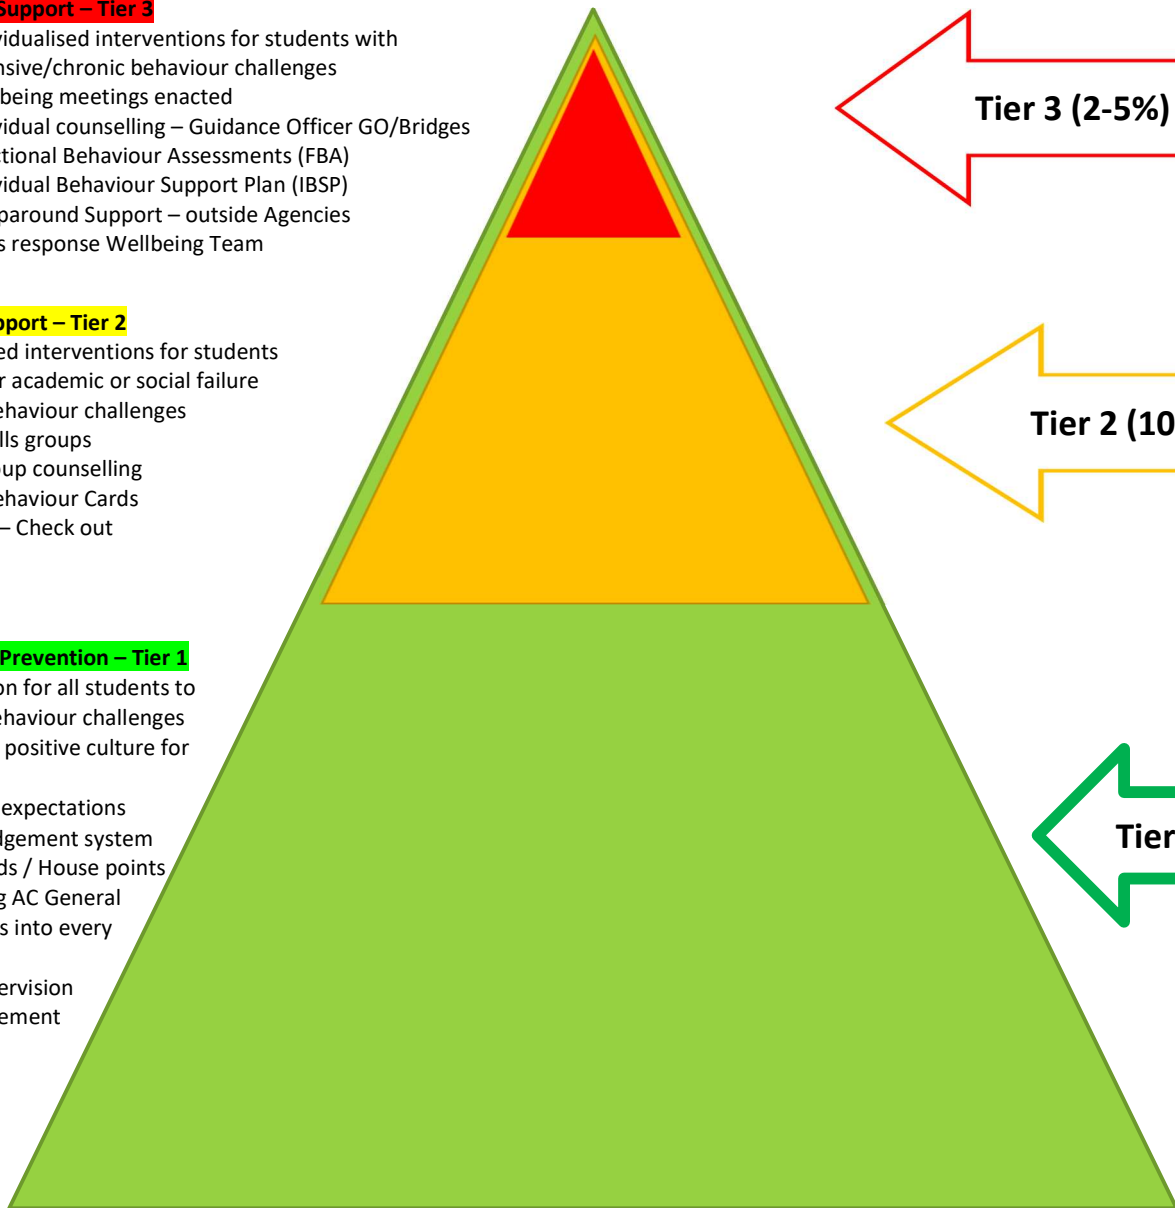 Support – Tier 3
vidualised interventions for students with
nsive/chronic behaviour challenges
being meetings enacted
vidual counselling – Guidance Officer GO/Bridges
ctional Behaviour Assessments (FBA)
vidual Behaviour Support Plan (IBSP)
paround Support – outside Agencies
s response Wellbeing Team
Tier 3 (2-5%)
pport – Tier 2
ed interventions for students
r academic or social failure
ehaviour challenges
lls groups
up counselling
ehaviour Cards
– Check out
Tier 2 (10
Prevention – Tier 1
on for all students to
ehaviour challenges
positive culture for
expectations
dgement system
ds / House points
g AC General
s into every
ervision
ement
Tier